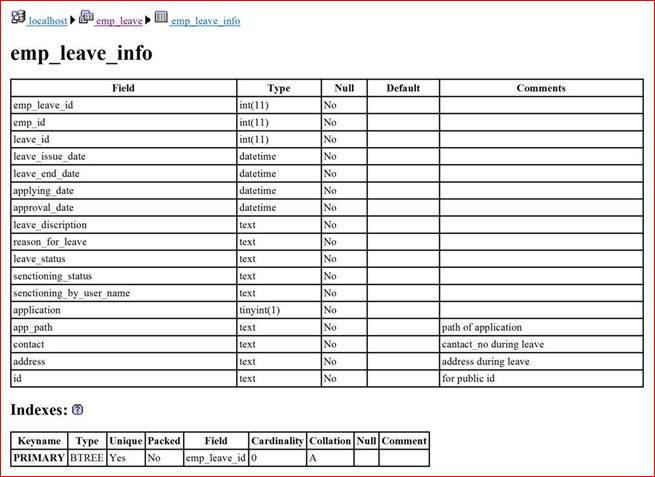 localhost emp_leave emp_leave_info
emp_leave_info
Field Type Null Default Comments
emp_leave_id int(11) No
emp_id int(11) No
leave_id int(11) No
leave_issue_date datetime No
leave_end_date datetime No
applying_date datetime No
approval_date datetime No
leave_discription text No
reason_for_leave text No
leave_status text No
senctioning_status text No
senctioning_by_user_name text No
application tinyint(1) No
app_path text No path of application
contact text No cantact_no during leave
address text No address during leave
id text No for public id
Indexes: ?
Keyname Type Unique Packed Field Cardinality Collation Null Comment
PRIMARY BTREE Yes No emp_leave_id 0 A